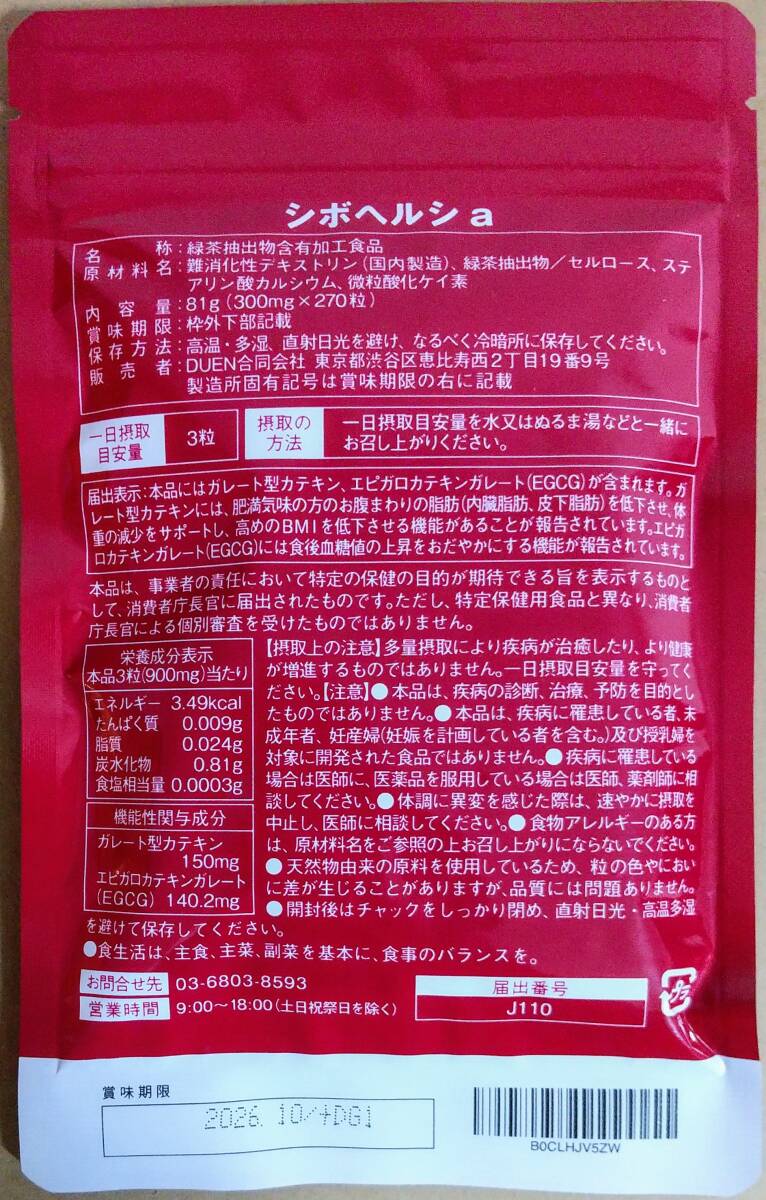 シボヘルシa
名称:緑茶抽出物含有加工食品
原材料名:難消化性デキストリン(国内製造)、緑茶抽出物/セルロース、ステ
アリン酸カルシウム、微粒酸化ケイ素
内容量:81g(300mg×270粒)
賞味期限:枠外下部記載
保存方法:高温・多湿、直射日光を避け、なるべく冷暗所に保存してください。
販売者:DUEN合同会社 東京都渋谷区恵比寿西2丁目19番9号
製造所固有記号は賞味期限の右に記載
一日摂取
目安量
3粒
摂取の
方法
一日摂取目安量を水又はぬるま湯などと一緒に
お召し上がりください。
届出表示:本品にはガレート型カテキン、エピガロカテキンガレート(EGCG)が含まれます。ガ
レート型カテキンには、肥満気味の方のお腹まわりの脂肪(内臓脂肪、皮下脂肪)を低下させ、体
重の減少をサポートし、高めのBMIを低下させる機能があることが報告されています。エピガ
ロカテキンガレート(EGCG)には食後血糖値の上昇をおだやかにする機能が報告されています。
本品は、事業者の責任において特定の保健の目的が期待できる旨を表示するものと
して、消費者庁長官に届出されたものです。ただし、特定保健用食品と異なり、消費者
庁長官による個別審査を受けたものではありません。
栄養成分表示
本品3粒(900mg)当たり
エネルギー 3.49kcal
たんぱく質 0.009g
脂質 0.024g
炭水化物 0.81g
食塩相当量 0.0003g
機能性関与成分
ガレート型カテキン
150mg
エピガロカテキンガレート
(EGCG) 140.2mg
【摂取上の注意】多量摂取により疾病が治癒したり、より健康
が増進するものではありません。一日摂取目安量を守ってく
ださい。【注意】●本品は、疾病の診断、治療、予防を目的とし
たものではありません。●本品は、疾病に罹患している者、未
成年者、妊産婦(妊娠を計画している者を含む。)及び授乳婦を
対象に開発された食品ではありません。●疾病に罹患している
場合は医師に、医薬品を服用している場合は医師、薬剤師に相
談してください。●体調に異変を感じた際は、速やかに摂取を
中止し、医師に相談してください。●食物アレルギーのある方
は、原材料名をご参照の上お召し上がりにならないでください。
●天然物由来の原料を使用しているため、粒の色やにおい
に差が生じることがありますが、品質には問題ありません。
●開封後はチャックをしっかり閉め、直射日光・高温多湿
を避けて保存してください。
●食生活は、主食、主菜、副菜を基本に、食事のバランスを。
お問合せ先 03-6803-8593
営業時間 9:00〜18:00(土日祝祭日を除く)
届出番号
J110
プラ
賞味期限
2026.10/+DG1
B0CLHJV5ZW